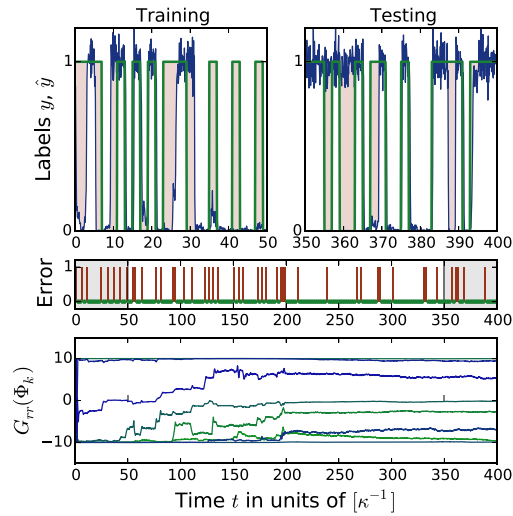 Training Testing
Labels y, ŷ
1 1
0 0
0 10 20 30 40 50 350 360 370 380 390 400
Error
1
0
0 50 100 150 200 250 300 350 400
G_rr(Φ_k)
10
0
−10
0 50 100 150 200 250 300 350 400
Time t in units of [κ⁻¹]